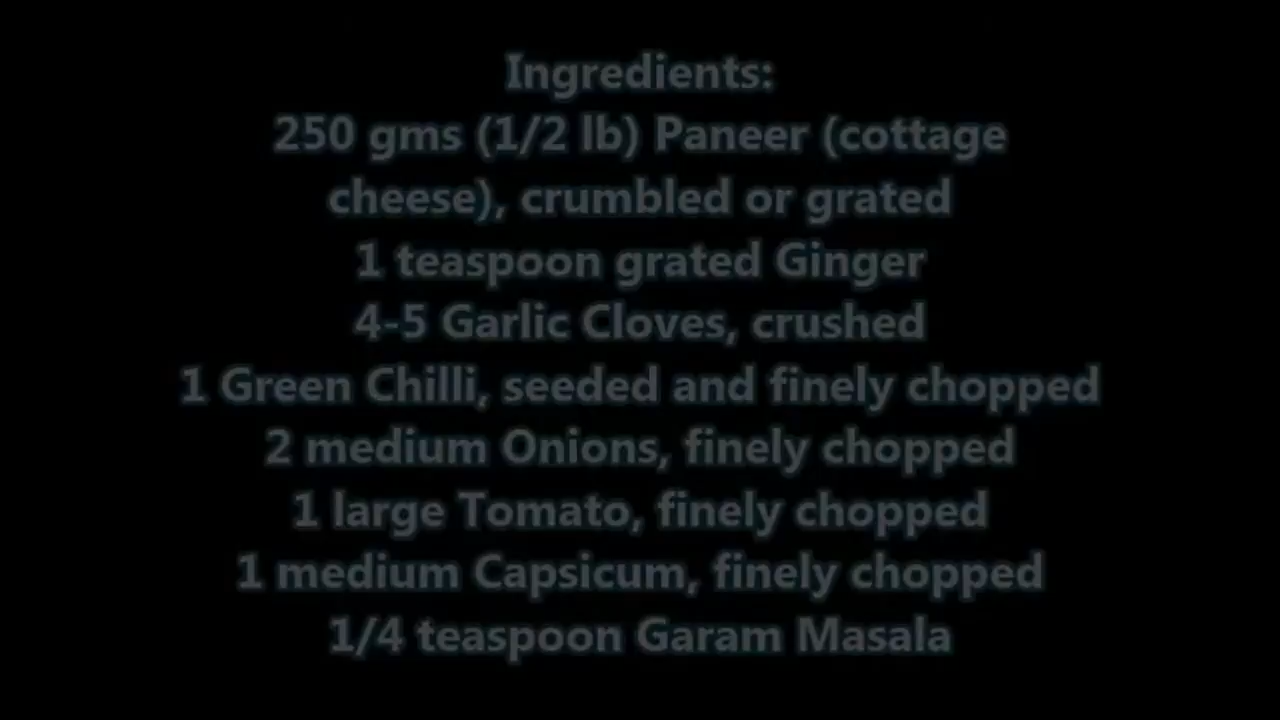 Ingredients:
250 gms (1/2 lb) Paneer (cottage
cheese), crumbled or grated
1 teaspoon grated Ginger
4-5 Garlic Cloves, crushed
1 Green Chilli, seeded and finely chopped
2 medium Onions, finely chopped
1 large Tomato, finely chopped
1 medium Capsicum, finely chopped
1/4 teaspoon Garam Masala